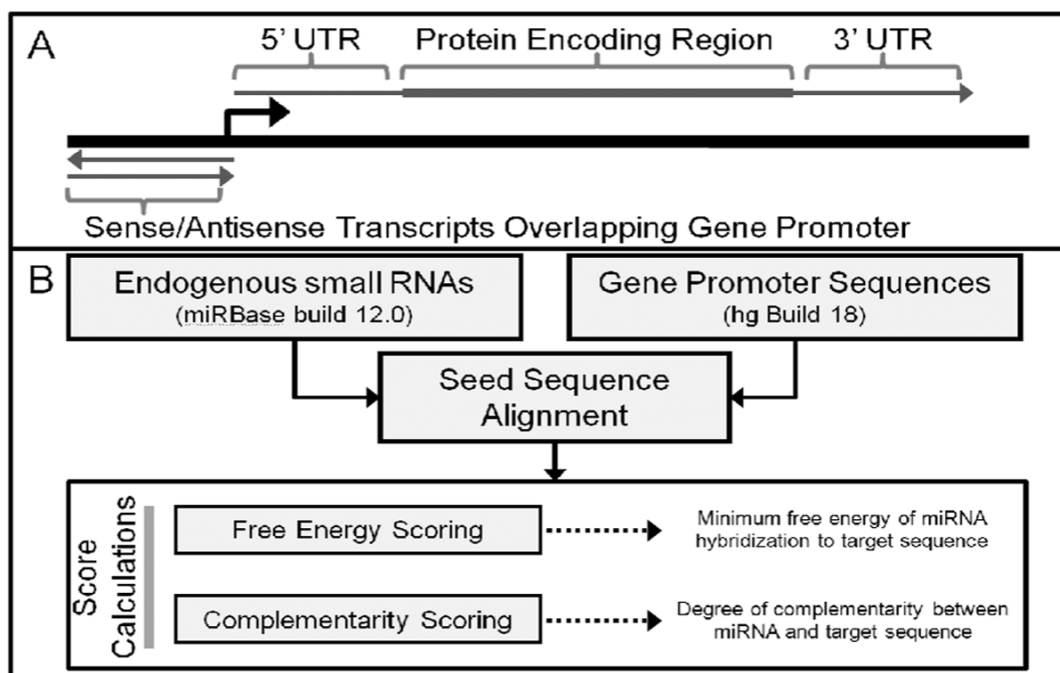 A
5' UTR Protein Encoding Region 3' UTR
Sense/Antisense Transcripts Overlapping Gene Promoter
B
Endogenous small RNAs
(miRBase build 12.0)
Gene Promoter Sequences
(hg Build 18)
Seed Sequence
Alignment
Score
Calculations
Free Energy Scoring
Minimum free energy of miRNA
hybridization to target sequence
Complementarity Scoring
Degree of complementarity between
miRNA and target sequence